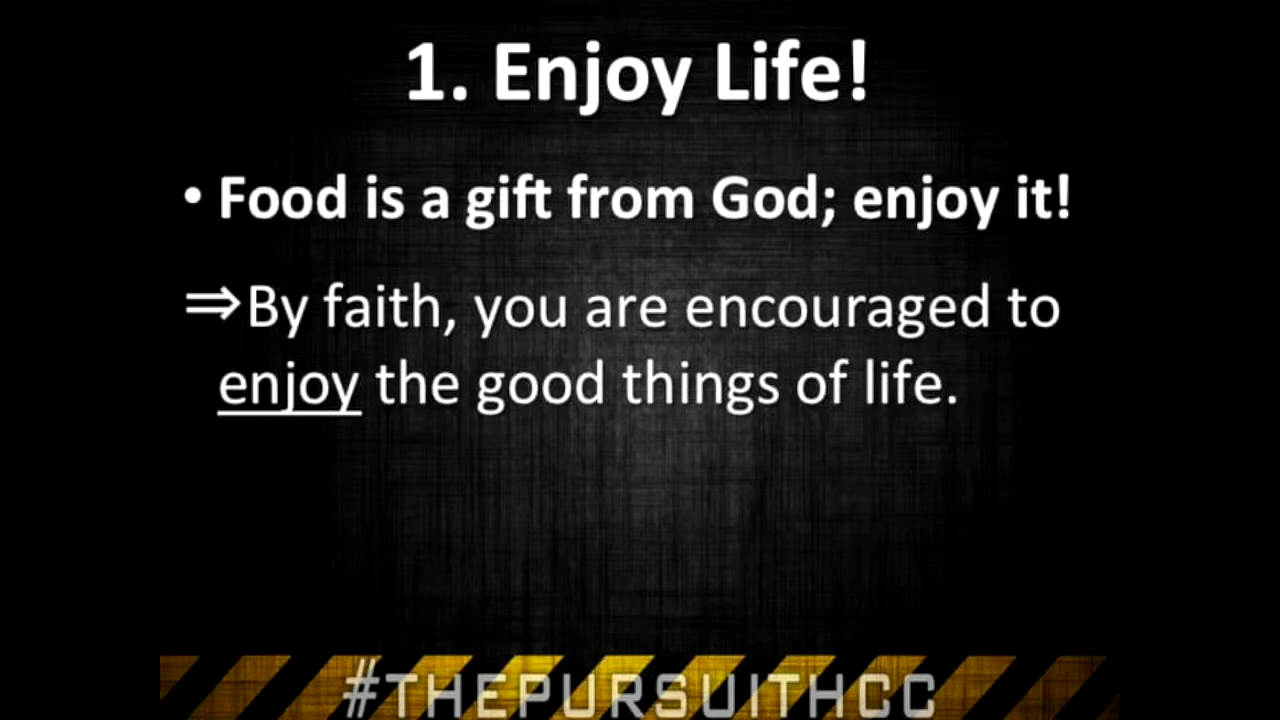 1. Enjoy Life!
• Food is a gift from God; enjoy it!
⇒By faith, you are encouraged to
enjoy the good things of life.
#THEPURSUITHCC